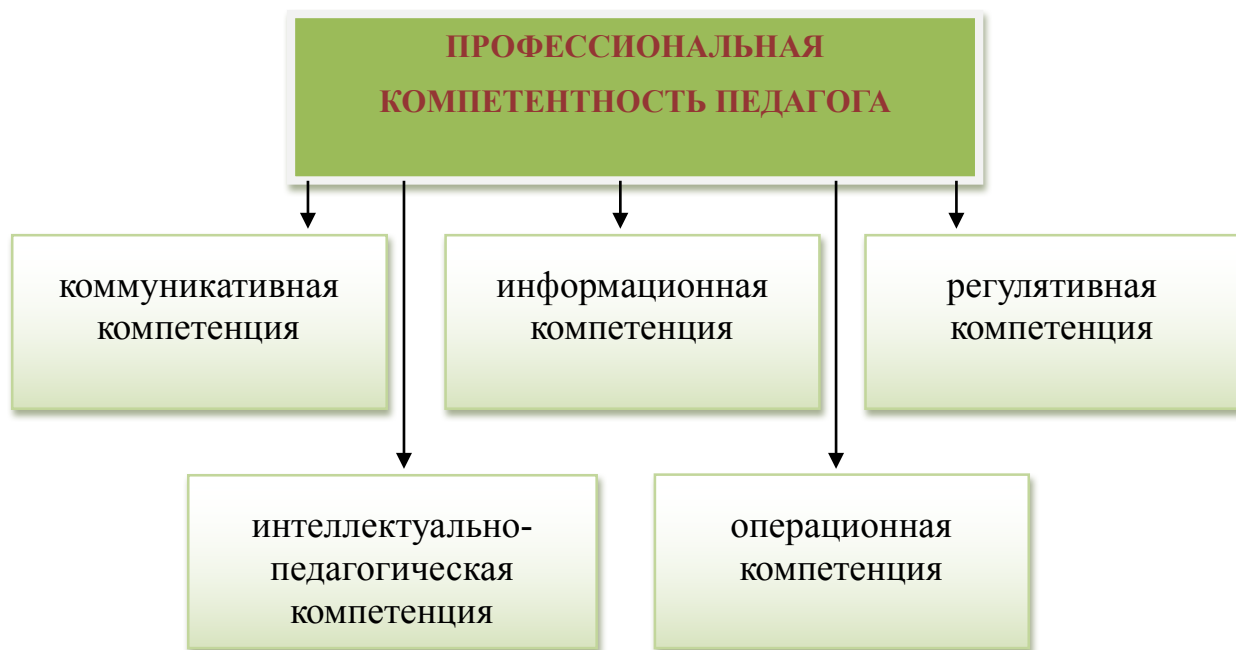 ПРОФЕССИОНАЛЬНАЯ
КОМПЕТЕНТНОСТЬ ПЕДАГОГА
коммуникативная
компетенция
информационная
компетенция
регулятивная
компетенция
интеллектуально-
педагогическая
компетенция
операционная
компетенция